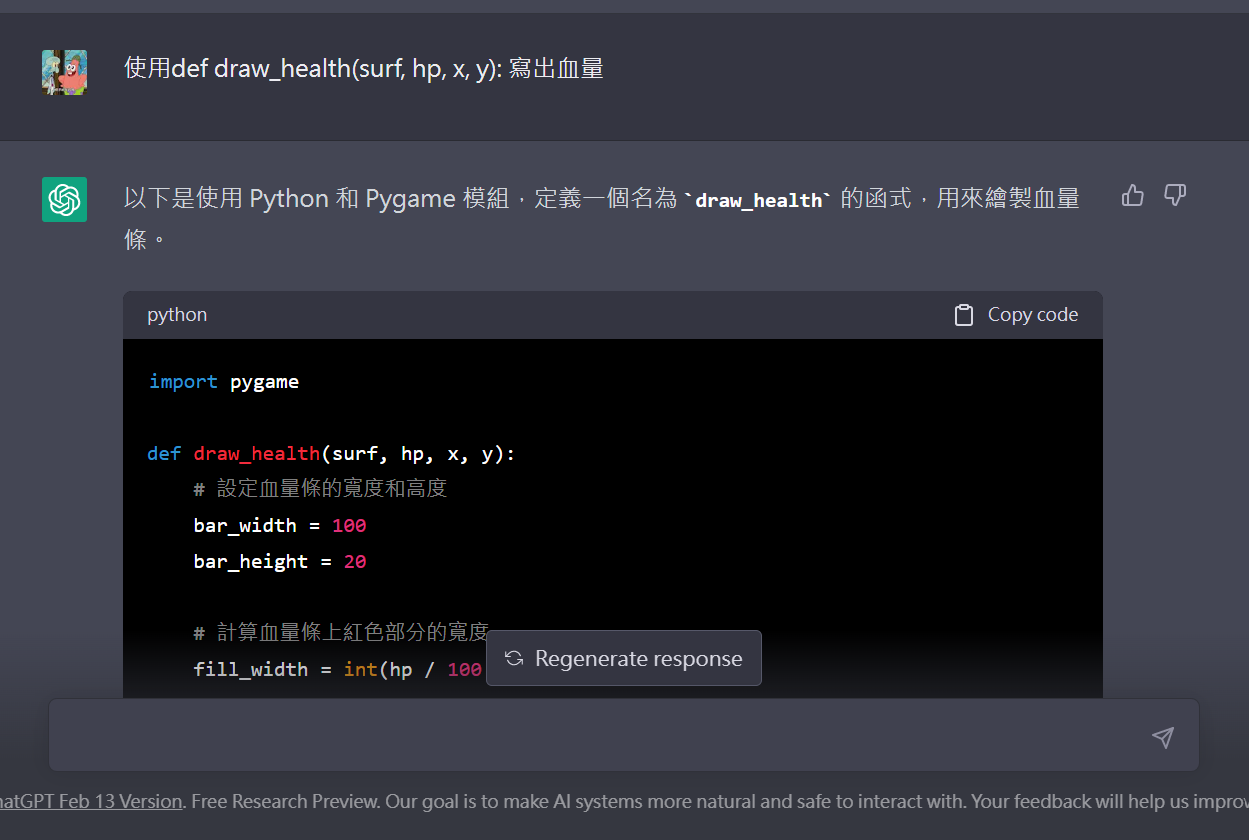 使用def draw_health(surf, hp, x, y): 寫出血量
以下是使用 Python 和 Pygame 模組，定義一個名為 `draw_health` 的函式，用來繪製血量
條。
python
Copy code
import pygame
def draw_health(surf, hp, x, y):
# 設定血量條的寬度和高度
bar_width = 100
bar_height = 20
# 計算血量條上紅色部分的寬度
fill_width = int(hp / 100
Regenerate response
hatGPT Feb 13 Version. Free Research Preview. Our goal is to make AI systems more natural and safe to interact with. Your feedback will help us improv